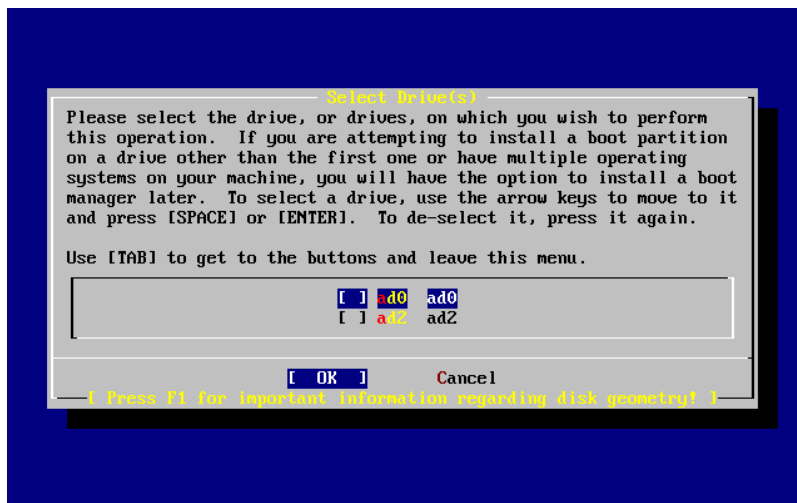 Select Drive(s)
Please select the drive, or drives, on which you wish to perform
this operation.  If you are attempting to install a boot partition
on a drive other than the first one or have multiple operating
systems on your machine, you will have the option to install a boot
manager later.  To select a drive, use the arrow keys to move to it
and press [SPACE] or [ENTER].  To de-select it, press it again.
Use [TAB] to get to the buttons and leave this menu.
[ ] ad0  ad0
[ ] ad2  ad2
[  OK  ]  Cancel
[ Press F1 for important information regarding disk geometry! ]